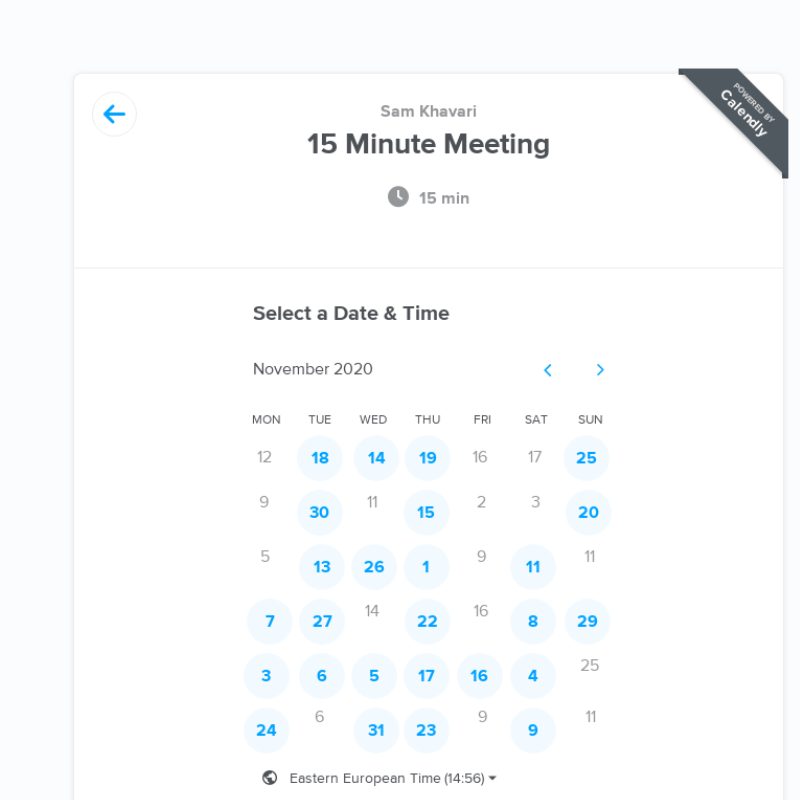 Sam Khavari
15 Minute Meeting
15 min
POWERED BY
Calendly
Select a Date & Time
November 2020
MON TUE WED THU FRI SAT SUN
12 18 14 19 16 17 25
9 30 11 15 2 3 20
5 13 26 1 9 11 11
7 27 14 22 16 8 29
3 6 5 17 16 4 25
24 6 31 23 9 9 11
Eastern European Time (14:56)